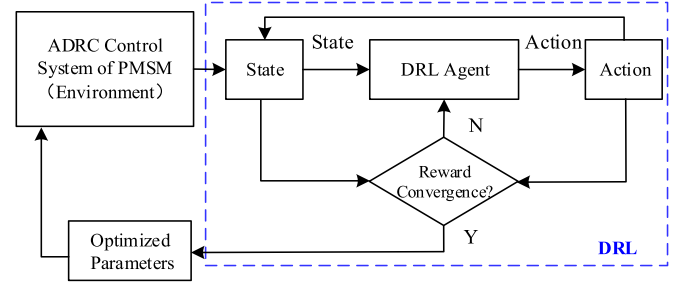 ADRC Control
System of PMSM
（Environment）
State
State
DRL Agent
Action
Action
N
Reward
Convergence?
Y
Optimized
Parameters
DRL